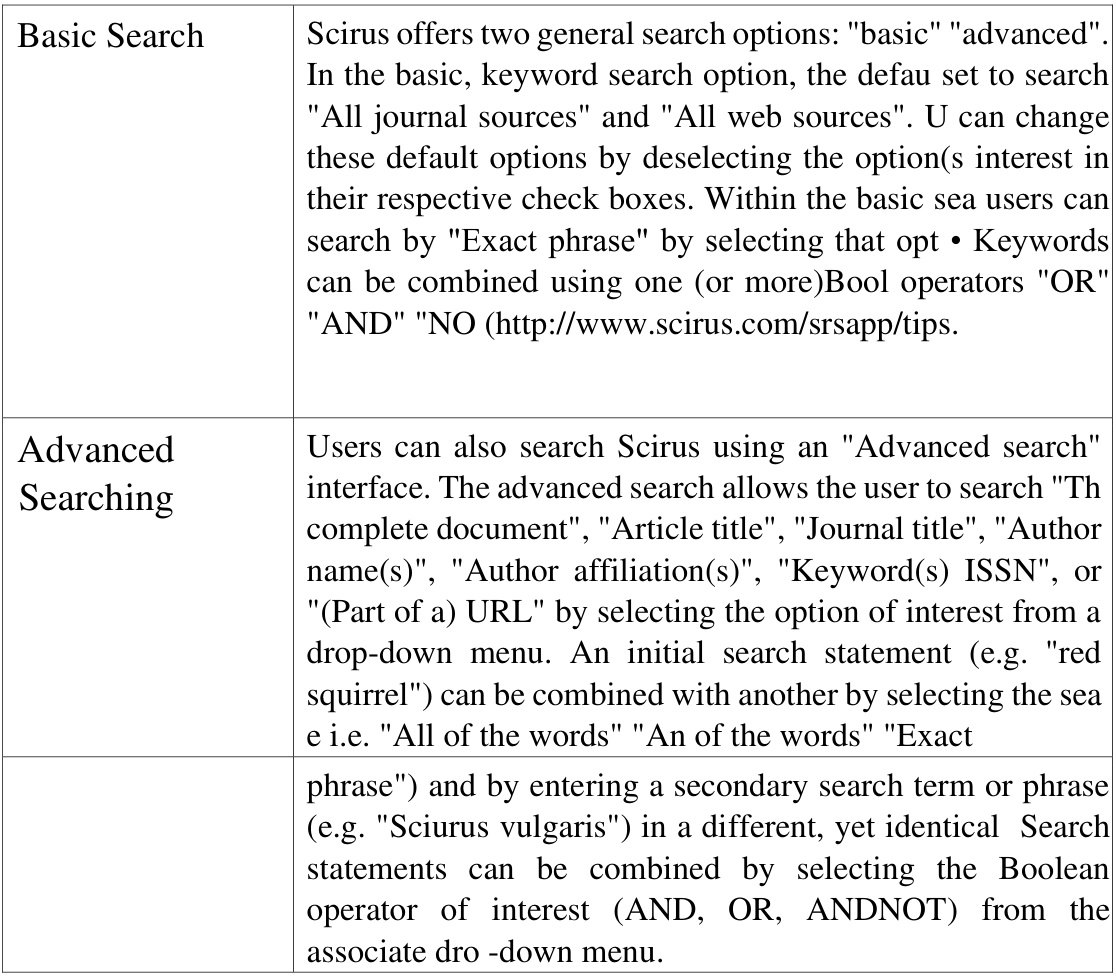 Basic Search
Scirus offers two general search options: "basic" "advanced".
In the basic, keyword search option, the defau set to search
"All journal sources" and "All web sources". U can change
these default options by deselecting the option(s interest in
their respective check boxes. Within the basic sea users can
search by "Exact phrase" by selecting that opt • Keywords
can be combined using one (or more)Bool operators "OR"
"AND" "NO (http://www.scirus.com/srsapp/tips.
Advanced
Searching
Users can also search Scirus using an "Advanced search"
interface. The advanced search allows the user to search "Th
complete document", "Article title", "Journal title", "Author
name(s)", "Author affiliation(s)", "Keyword(s) ISSN", or
"(Part of a) URL" by selecting the option of interest from a
drop-down menu. An initial search statement (e.g. "red
squirrel") can be combined with another by selecting the sea
e i.e. "All of the words" "An of the words" "Exact
phrase") and by entering a secondary search term or phrase
(e.g. "Sciurus vulgaris") in a different, yet identical Search
statements can be combined by selecting the Boolean
operator of interest (AND, OR, ANDNOT) from the
associate dro -down menu.